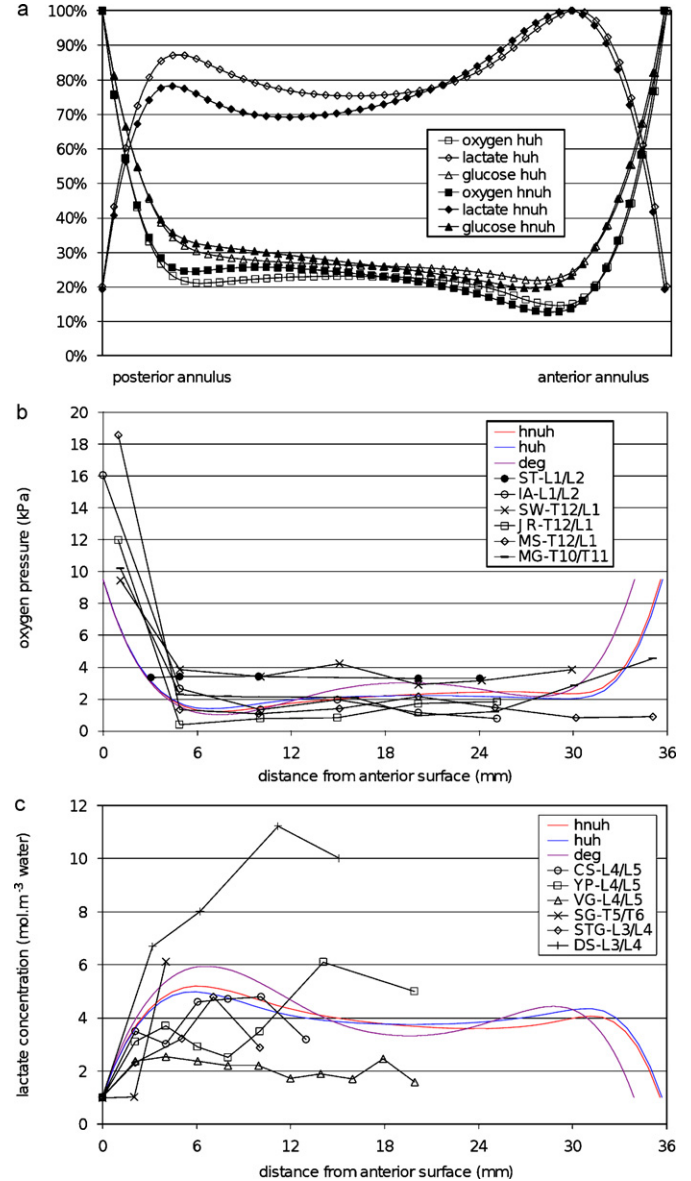 a
100%
90%
80%
70%
60%
50%
40%
30%
20%
10%
0%
oxygen huh
lactate huh
glucose huh
oxygen hnuh
lactate hnuh
glucose hnuh
posterior annulus
anterior annulus
b
20
18
16
14
12
10
8
6
4
2
0
oxygen pressure (kPa)
hnuh
huh
deg
ST-L1/L2
IA-L1/L2
SW-T12/L1
JR-T12/L1
MS-T12/L1
MG-T10/T11
0 6 12 18 24 30 36
distance from anterior surface (mm)
c
12
10
8
6
4
2
0
lactate concentration (mol.m⁻³ water)
hnuh
huh
deg
CS-L4/L5
YP-L4/L5
VG-L4/L5
SG-T5/T6
STG-L3/L4
DS-L3/L4
0 6 12 18 24 30 36
distance from anterior surface (mm)